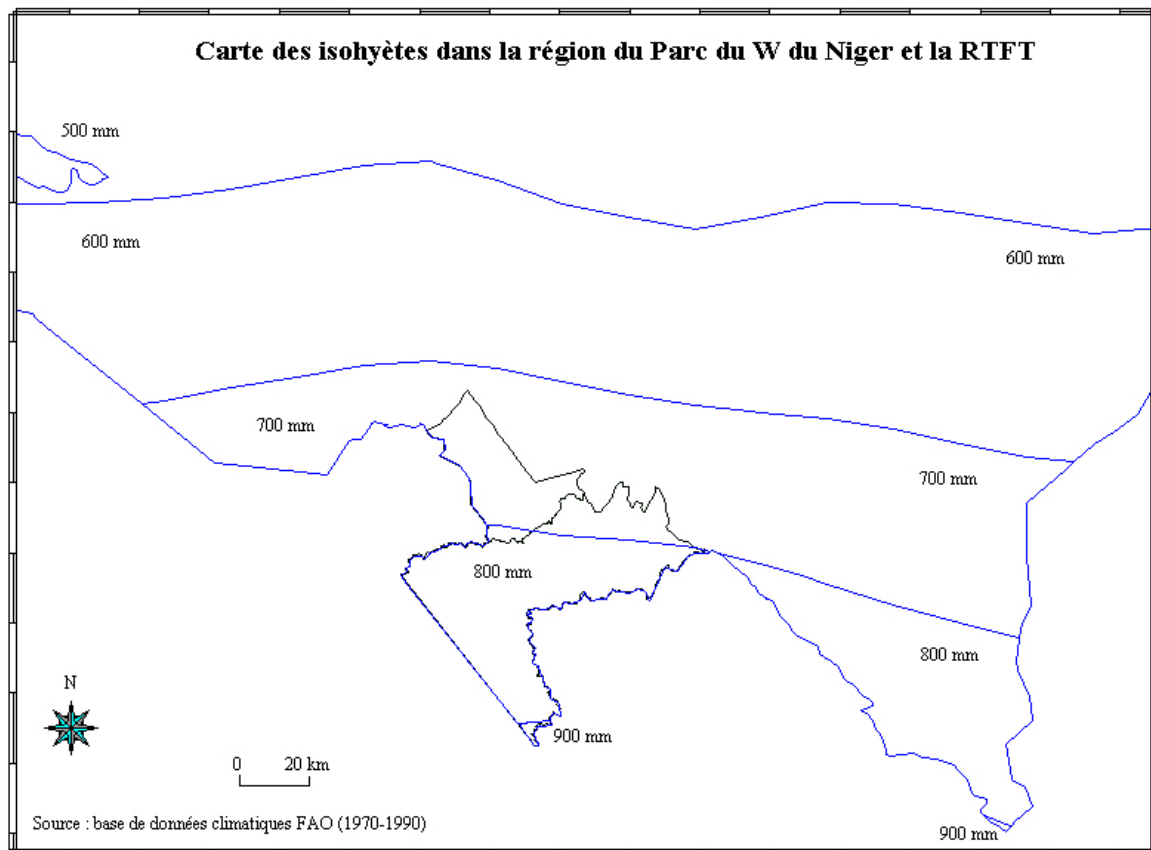 Carte des isohyètes dans la région du Parc du W du Niger et la RTFT
500 mm
600 mm
600 mm
700 mm
700 mm
800 mm
800 mm
N
900 mm
0 20 km
Source : base de données climatiques FAO (1970-1990)
900 mm